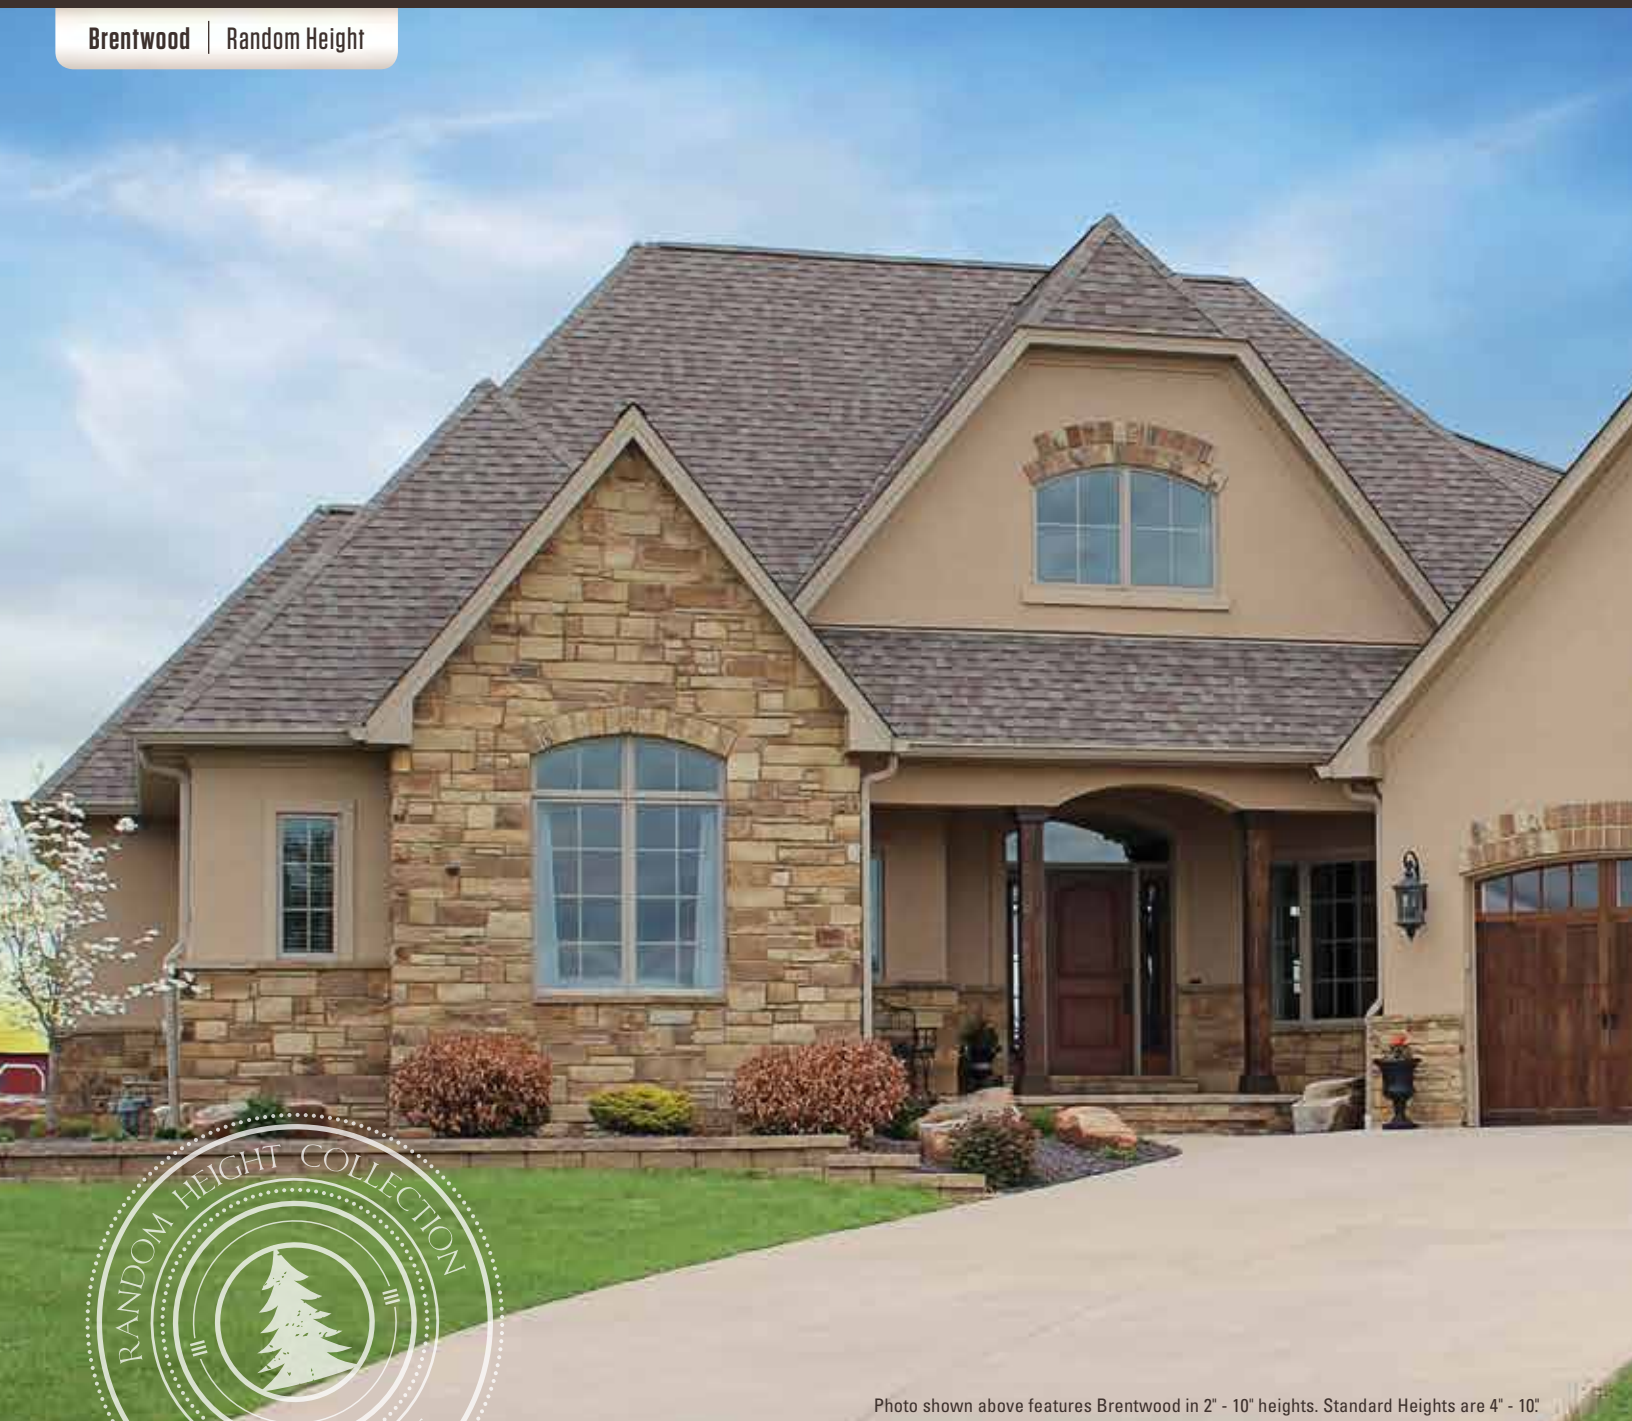 Brentwood | Random Height
RANDOM HEIGHT COLLECTION
Photo shown above features Brentwood in 2" - 10" heights. Standard Heights are 4" - 10".